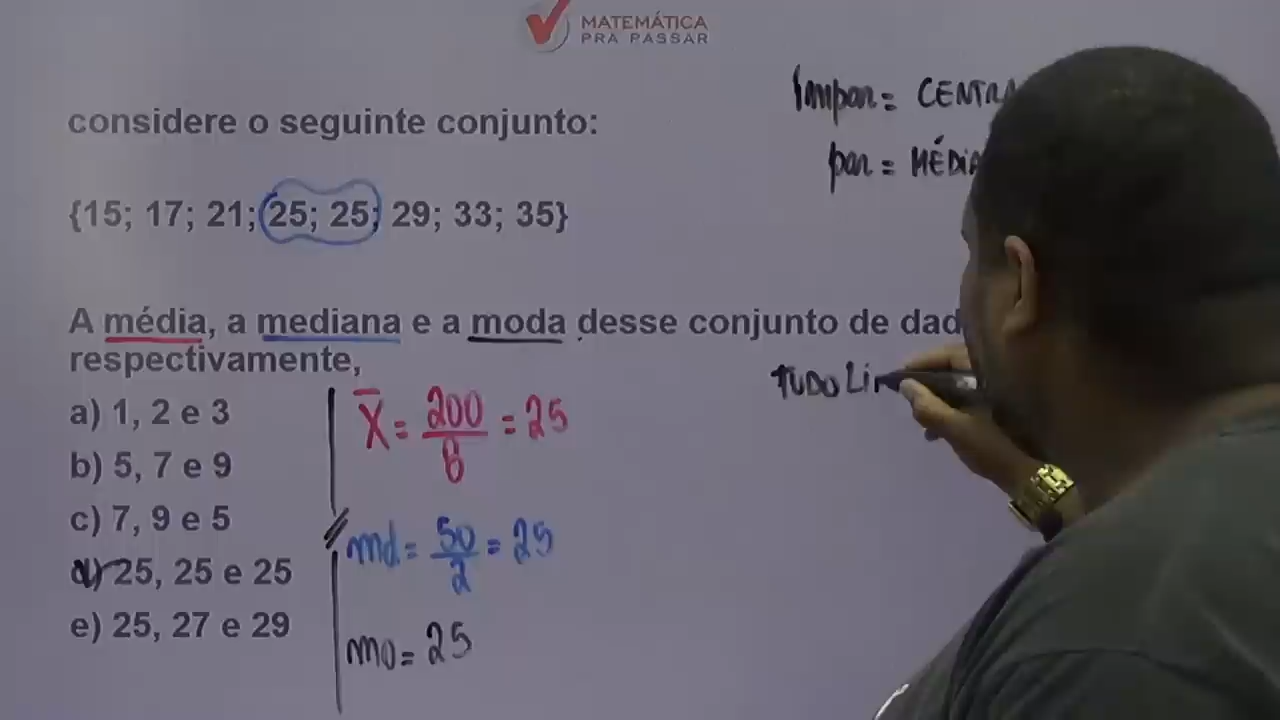 MATEMÁTICA
PRA PASSAR
Impar = CENTRA
par = MÉDIA
considere o seguinte conjunto:
{15; 17; 21; 25; 25; 29; 33; 35}
A média, a mediana e a moda desse conjunto de dad
respectivamente,
TUDO Li
a) 1, 2 e 3
b) 5, 7 e 9
c) 7, 9 e 5
d) 25, 25 e 25
e) 25, 27 e 29
X̄ = 200/8 = 25
md = 50/2 = 25
mo = 25